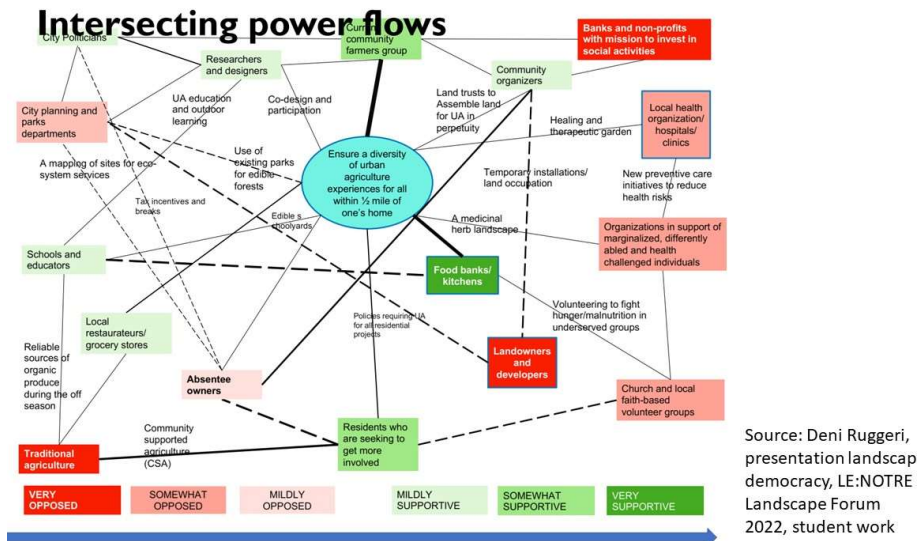 Intersecting power flows
City Politicians
Current
community
farmers group
Banks and non-profits
with mission to invest in
social activities
Researchers
and designers
Community
organizers
UA education
and outdoor
learning
Co-design and
participation
Land trusts to
Assemble land
for UA in
perpetuity
City planning and
parks
departments
Healing and
therapeutic garden
Local health
organization/
hospitals/
clinics
A mapping of sites for eco-
system services
Use of
existing parks
for edible
forests
Ensure a diversity
of urban
agriculture
experiences for all
within ½ mile of
one's home
Temporary installations/
land occupation
New preventive care
initiatives to reduce
health risks
Tax incentives and
breaks
Edible s
choolyards
A medicinal
herb landscape
Organizations in support of
marginalized, differently
abled and health
challenged individuals
Schools and
educators
Food banks/
kitchens
Local
restaurateurs/
grocery stores
Policies requiring UA
for all residential
projects
Volunteering to fight
hunger/malnutrition in
underserved groups
Reliable
sources of
organic
produce
during the off
season
Absentee
owners
Landowners
and
developers
Church and local
faith-based
volunteer groups
Community
supported
agriculture
(CSA)
Residents who
are seeking to
get more
involved
Traditional
agriculture
VERY
OPPOSED
SOMEWHAT
OPPOSED
MILDLY
OPPOSED
MILDLY
SUPPORTIVE
SOMEWHAT
SUPPORTIVE
VERY
SUPPORTIVE
Source: Deni Ruggeri,
presentation landscap
democracy, LE:NOTRE
Landscape Forum
2022, student work